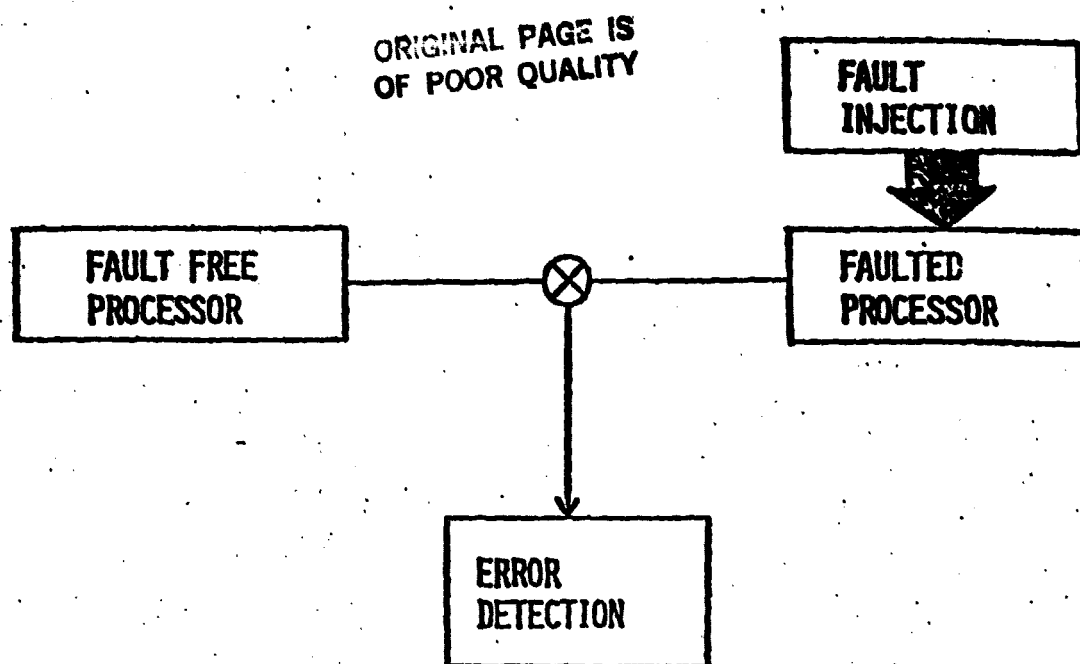 ORIGINAL PAGE IS
OF POOR QUALITY
FAULT
INJECTION
FAULT FREE
PROCESSOR
FAULTED
PROCESSOR
ERROR
DETECTION